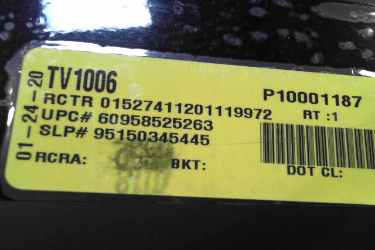 01-24-20
TV1006
P10001187
RCTR 01527411201119972
RT :1
UPC# 60958525263
SLP# 95150345445
RCRA:
BKT:
DOT CL: